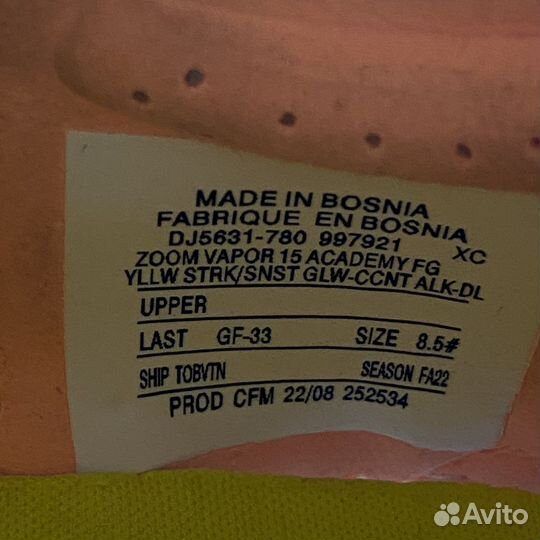 MADE IN BOSNIA
FABRIQUE EN BOSNIA
DJ5631-780 997921 XC
ZOOM VAPOR 15 ACADEMY FG
YLLW STRK/SNST GLW-CCNT ALK-DL
UPPER
LAST GF-33 SIZE 8.5#
SHIP TOBVTN SEASON FA22
PROD CFM 22/08 252534
Avito